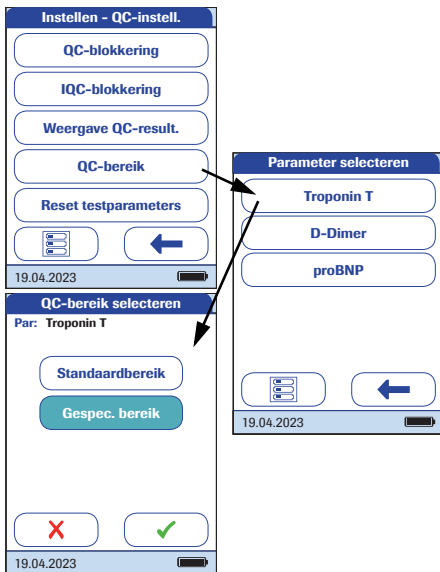 Instellen - QC-instell.
QC-blokkering
IQC-blokkering
Weergave QC-result.
QC-bereik
Reset testparameters
19.04.2023
Parameter selecteren
Troponin T
D-Dimer
proBNP
19.04.2023
QC-bereik selecteren
Par: Troponin T
Standaardbereik
Gespec. bereik
19.04.2023